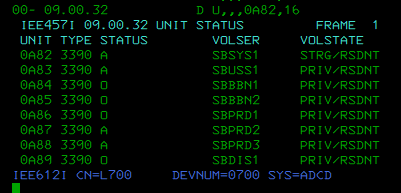 00- 09.00.32 D U,,,0A82,16
IEE457I 09.00.32 UNIT STATUS FRAME 1
UNIT TYPE STATUS VOLSER VOLSTATE
0A82 3390 A SBSYS1 STRG/RSDNT
0A83 3390 A SBUSS1 PRIV/RSDNT
0A84 3390 O SBBBN1 PRIV/RSDNT
0A85 3390 O SBBBN2 PRIV/RSDNT
0A86 3390 O SBPRD1 PRIV/RSDNT
0A87 3390 A SBPRD2 PRIV/RSDNT
0A88 3390 A SBPRD3 PRIV/RSDNT
0A89 3390 O SBDIS1 PRIV/RSDNT
IEE612I CN=L700 DEVNUM=0700 SYS=ADCD